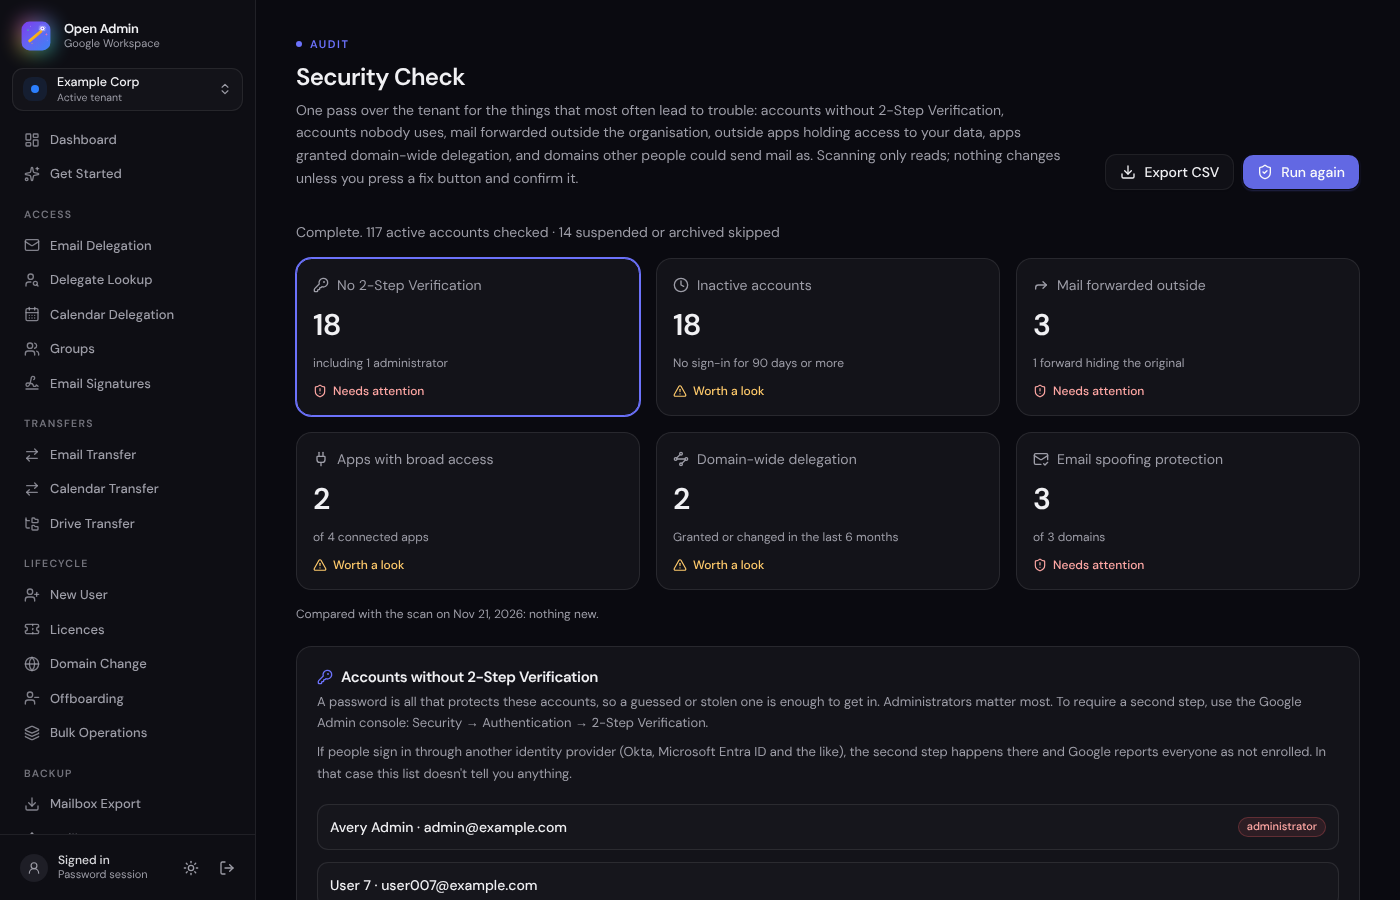 Open Admin
Google Workspace
Example Corp
Active tenant
Dashboard
Get Started
ACCESS
Email Delegation
Delegate Lookup
Calendar Delegation
Groups
Email Signatures
TRANSFERS
Email Transfer
Calendar Transfer
Drive Transfer
LIFECYCLE
New User
Licences
Domain Change
Offboarding
Bulk Operations
BACKUP
Mailbox Export
Signed in
Password session
AUDIT
Security Check
One pass over the tenant for the things that most often lead to trouble: accounts without 2-Step Verification,
accounts nobody uses, mail forwarded outside the organisation, outside apps holding access to your data, apps
granted domain-wide delegation, and domains other people could send mail as. Scanning only reads; nothing changes
unless you press a fix button and confirm it.
Export CSV
Run again
Complete. 117 active accounts checked · 14 suspended or archived skipped
No 2-Step Verification
18
including 1 administrator
Needs attention
Inactive accounts
18
No sign-in for 90 days or more
Worth a look
Mail forwarded outside
3
1 forward hiding the original
Needs attention
Apps with broad access
2
of 4 connected apps
Worth a look
Domain-wide delegation
2
Granted or changed in the last 6 months
Worth a look
Email spoofing protection
3
of 3 domains
Needs attention
Compared with the scan on Nov 21, 2026: nothing new.
Accounts without 2-Step Verification
A password is all that protects these accounts, so a guessed or stolen one is enough to get in. Administrators matter most. To require a second step, use the Google
Admin console: Security → Authentication → 2-Step Verification.
If people sign in through another identity provider (Okta, Microsoft Entra ID and the like), the second step happens there and Google reports everyone as not enrolled. In
that case this list doesn't tell you anything.
Avery Admin · admin@example.com
administrator
User 7 · user007@example.com